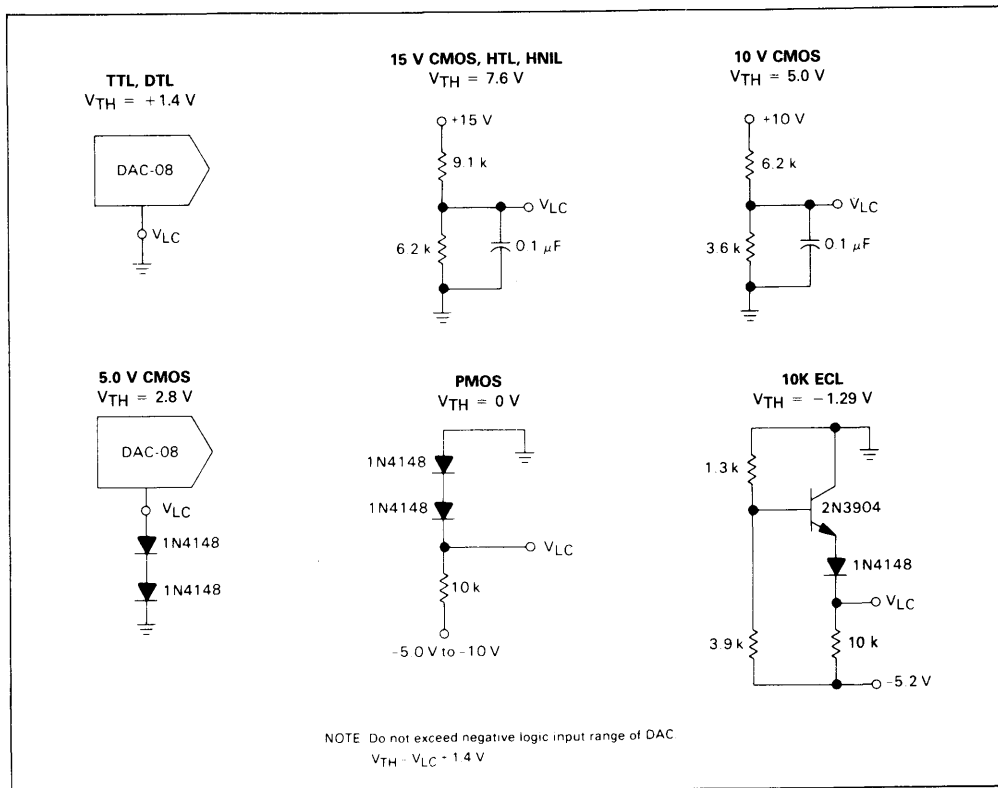 TTL, DTL
VTH = +1.4 V
DAC-08
VLC
15 V CMOS, HTL, HNIL
VTH = 7.6 V
+15 V
9.1 k
VLC
6.2 k
0.1 µF
10 V CMOS
VTH = 5.0 V
+10 V
6.2 k
VLC
3.6 k
0.1 µF
5.0 V CMOS
VTH = 2.8 V
DAC-08
VLC
1N4148
1N4148
PMOS
VTH = 0 V
1N4148
1N4148
VLC
10 k
-5.0 V to -10 V
10K ECL
VTH = -1.29 V
1.3 k
2N3904
1N4148
VLC
3.9 k
10 k
-5.2 V
NOTE Do not exceed negative logic input range of DAC.
VTH - VLC + 1.4 V